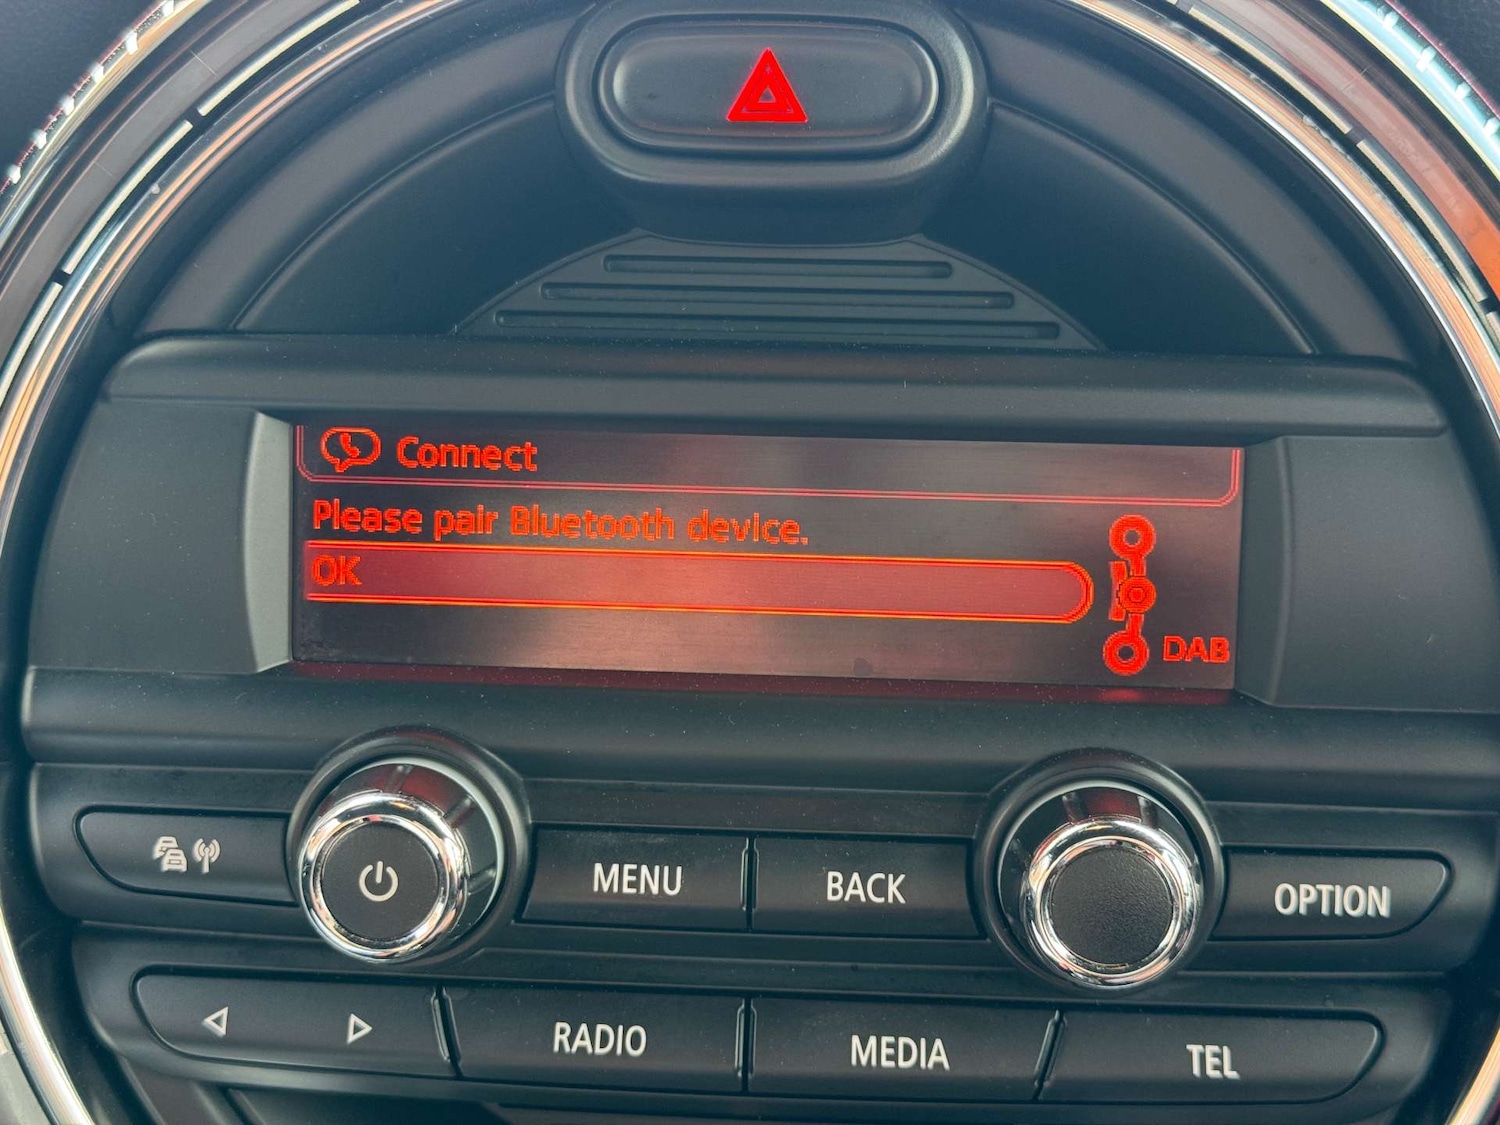 Connect
Please pair Bluetooth device.
OK
DAB
MENU
BACK
OPTION
RADIO
MEDIA
TEL